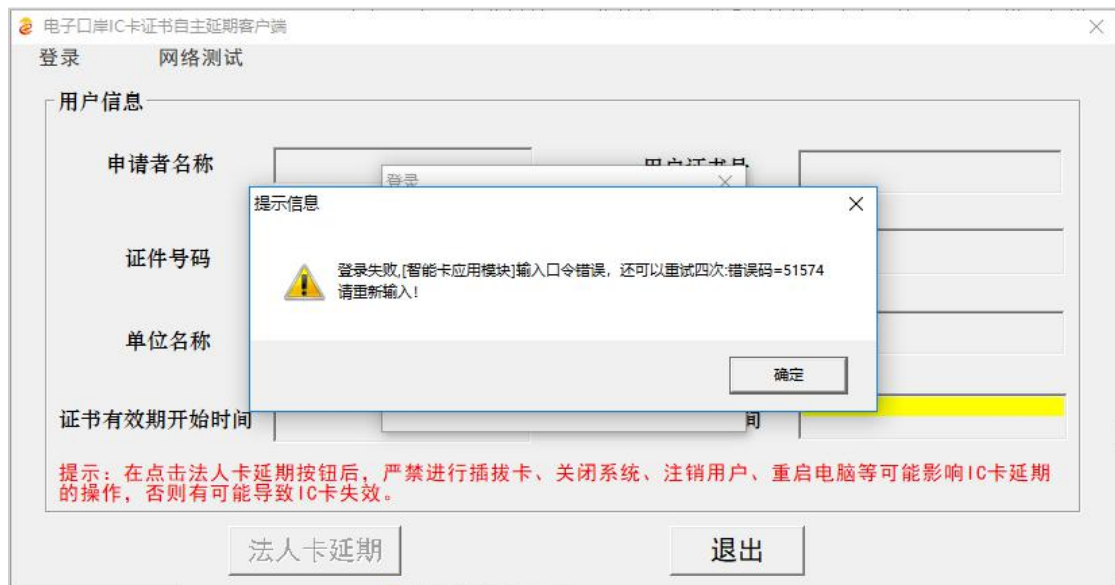 电子口岸IC卡证书自主延期客户端
登录 网络测试
用户信息
申请者名称
登录
提示信息
证件号码
登录失败,[智能卡应用模块]输入口令错误，还可以重试四次:错误码=51574
请重新输入！
单位名称
确定
证书有效期开始时间 间
提示：在点击法人卡延期按钮后，严禁进行插拔卡、关闭系统、注销用户、重启电脑等可能影响IC卡延期
的操作，否则有可能导致IC卡失效。
法人卡延期 退出